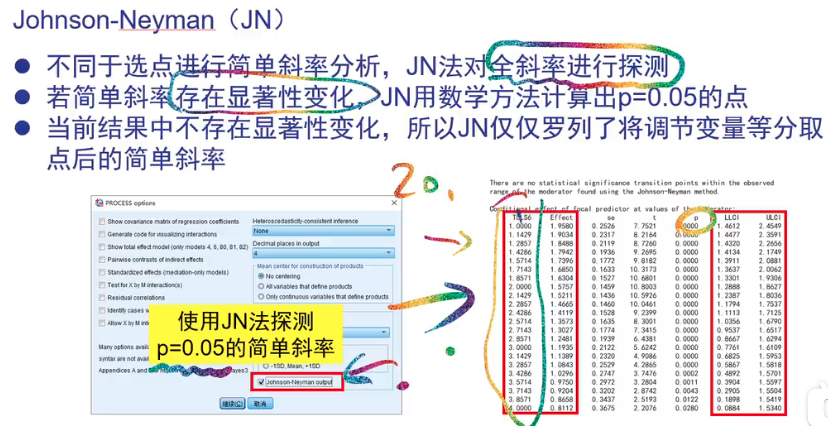 Johnson-Neyman（JN）
不同于选点进行简单斜率分析，JN法对全斜率进行探测
若简单斜率存在显著性变化，JN用数学方法计算出p=0.05的点
当前结果中不存在显著性变化，所以JN仅仅罗列了将调节变量等分取
点后的简单斜率
20,
PROCESS options
Show covariance matrix of regression coefficients
Generate code for visualizing interactions
Show total effect model (only models 4, 6, 80, 81, 82)
Pairwise contrasts of indirect effects
Standardized effects (mediation-only models)
Test for X by M interaction(s)
Residual correlations
Identify cases
Allow X by M
Many options
syntax are not
Appendices A and
Heteroscedasticity-consistent inference
None
Decimal places in output
4
Mean center for construction of products
No centering
All variables that define products
Only continuous variables that define products
-1SD, Mean, +1SD
Johnson-Neyman output
继续(C)
取消
使用JN法探测
p=0.05的简单斜率
There are no statistical significance transition points within the observed
range of the moderator found using the Johnson-Neyman method.
Conditional effect of focal predictor at values of the moderator:
Effect se t p LLCI ULCI
1.0000 1.9580 0.2526 7.7521 0.0000 1.4612 2.4549
1.1429 1.9034 0.2317 8.2164 0.0000 1.4477 2.3591
1.2857 1.8488 0.2119 8.7260 0.0000 1.4320 2.2656
1.4286 1.7942 0.1936 9.2695 0.0000 1.4134 2.1749
1.5714 1.7396 0.1772 9.8182 0.0000 1.3911 2.0881
1.7143 1.6850 0.1633 10.3173 0.0000 1.3637 2.0062
1.8571 1.6304 0.1527 10.6801 0.0000 1.3301 1.9306
2.0000 1.5757 0.1459 10.8003 0.0000 1.2888 1.8627
2.1429 1.5211 0.1436 10.5926 0.0000 1.2387 1.8036
2.2857 1.4665 0.1460 10.0461 0.0000 1.1794 1.7537
2.4286 1.4119 0.1528 9.2399 0.0000 1.1113 1.7125
2.5714 1.3573 0.1635 8.3001 0.0000 1.0356 1.6790
2.7143 1.3027 0.1774 7.3415 0.0000 0.9537 1.6517
2.8571 1.2481 0.1939 6.4381 0.0000 0.8667 1.6294
3.0000 1.1935 0.2122 5.6242 0.0000 0.7761 1.6109
3.1429 1.1389 0.2320 4.9086 0.0000 0.6825 1.5953
3.2857 1.0843 0.2529 4.2865 0.0000 0.5867 1.5818
3.4286 1.0296 0.2747 3.7476 0.0002 0.4892 1.5701
3.5714 0.9750 0.2972 3.2804 0.0011 0.3904 1.5597
3.7143 0.9204 0.3202 2.8742 0.0043 0.2905 1.5504
3.8571 0.8658 0.3437 2.5193 0.0122 0.1898 1.5419
4.0000 0.8112 0.3675 2.2076 0.0280 0.0884 1.5340